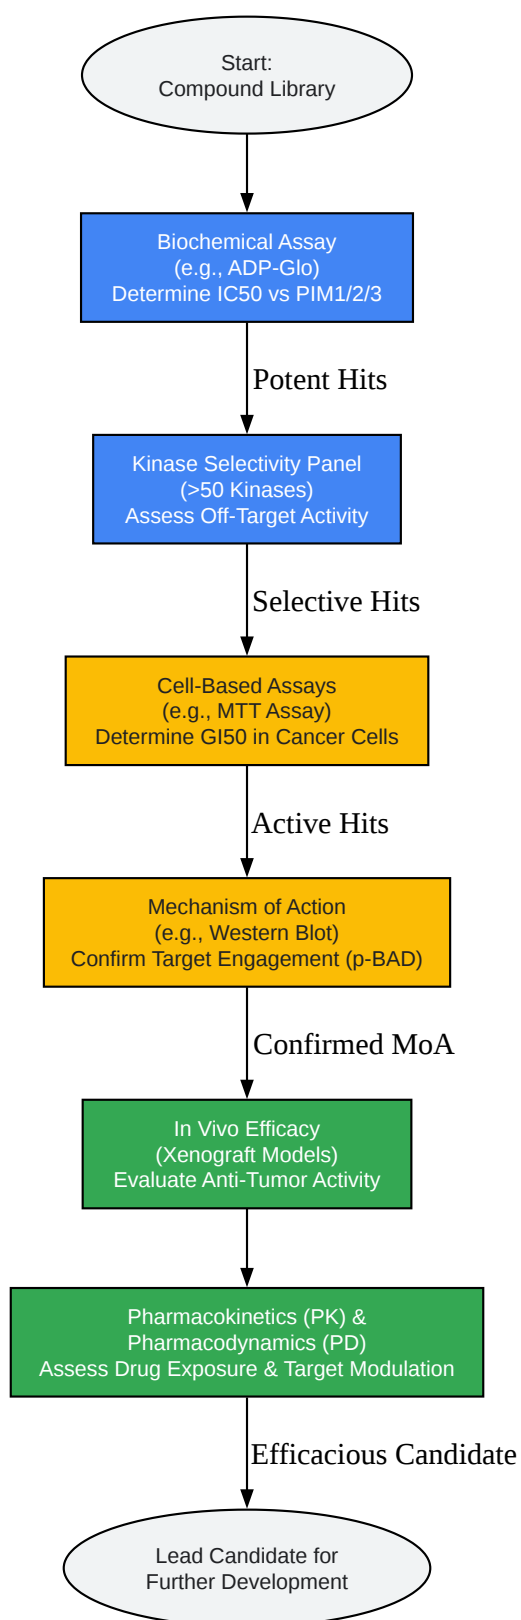 Start:
Compound Library
Biochemical Assay
(e.g., ADP-Glo)
Determine IC50 vs PIM1/2/3
Potent Hits
Kinase Selectivity Panel
(>50 Kinases)
Assess Off-Target Activity
Selective Hits
Cell-Based Assays
(e.g., MTT Assay)
Determine GI50 in Cancer Cells
Active Hits
Mechanism of Action
(e.g., Western Blot)
Confirm Target Engagement (p-BAD)
Confirmed MoA
In Vivo Efficacy
(Xenograft Models)
Evaluate Anti-Tumor Activity
Pharmacokinetics (PK) &
Pharmacodynamics (PD)
Assess Drug Exposure & Target Modulation
Efficacious Candidate
Lead Candidate for
Further Development